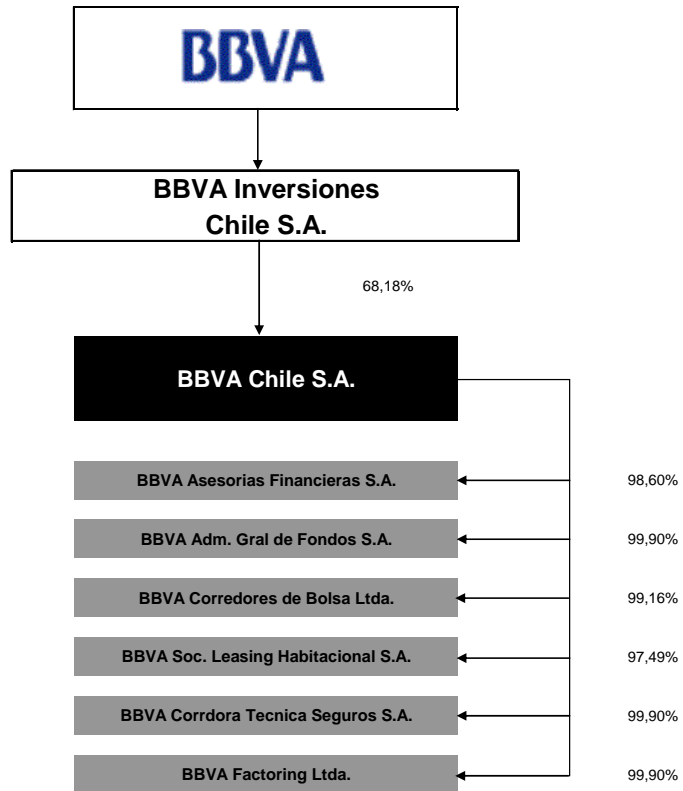 BBVA
BBVA Inversiones
Chile S.A.
68,18%
BBVA Chile S.A.
BBVA Asesorias Financieras S.A. 98,60%
BBVA Adm. Gral de Fondos S.A. 99,90%
BBVA Corredores de Bolsa Ltda. 99,16%
BBVA Soc. Leasing Habitacional S.A. 97,49%
BBVA Corrdora Tecnica Seguros S.A. 99,90%
BBVA Factoring Ltda. 99,90%